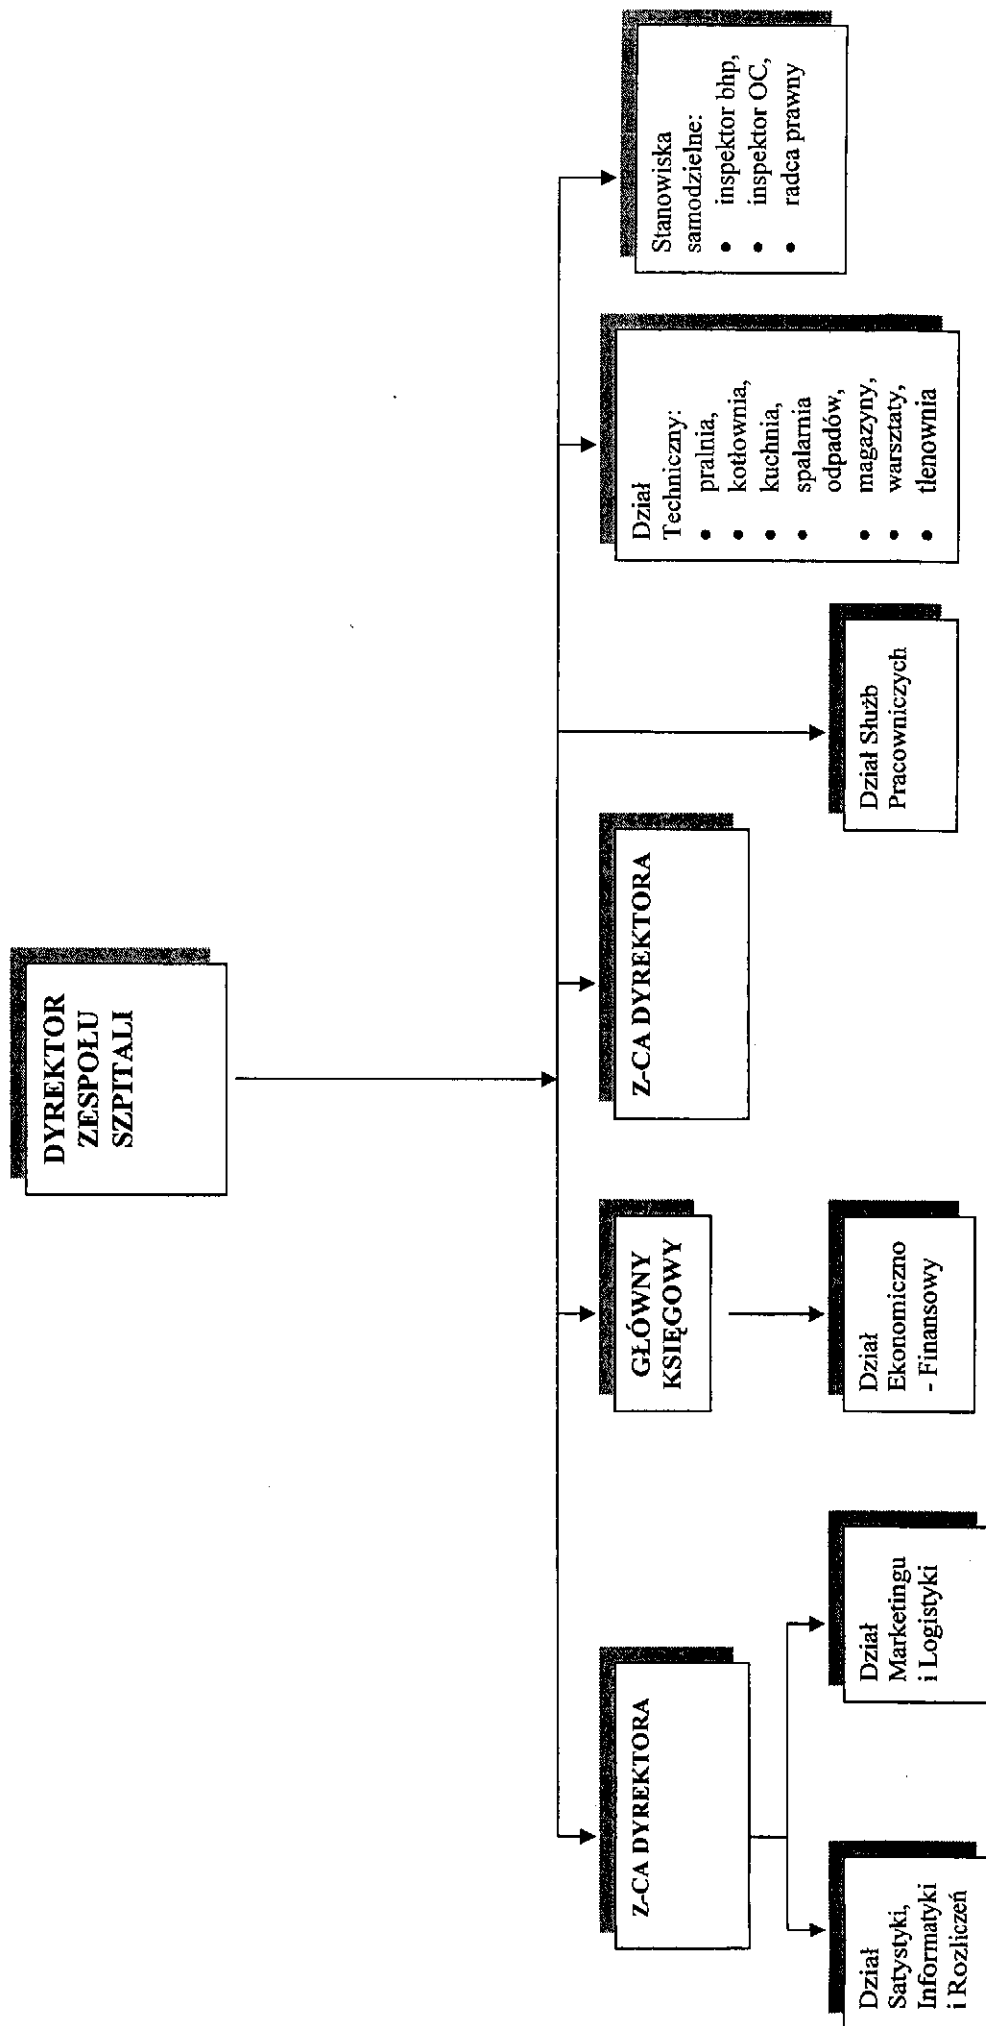 DYREKTOR
ZESPOŁU
SZPITALI
Z-CA DYREKTORA
GŁÓWNY
KSIĘGOWY
Z-CA DYREKTORA
Dział
Techniczny:
• pralnia,
• kotłownia,
• kuchnia,
• spalarnia
odpadów,
• magazyny,
• warsztaty,
• tlenownia
Stanowiska
samodzielne:
• inspektor bhp,
• inspektor OC,
• radca prawny
Dział
Satystyki,
Informatyki
i Rozliczeń
Dział
Marketingu
i Logistyki
Dział
Ekonomiczno
- Finansowy
Dział Służb
Pracowniczych